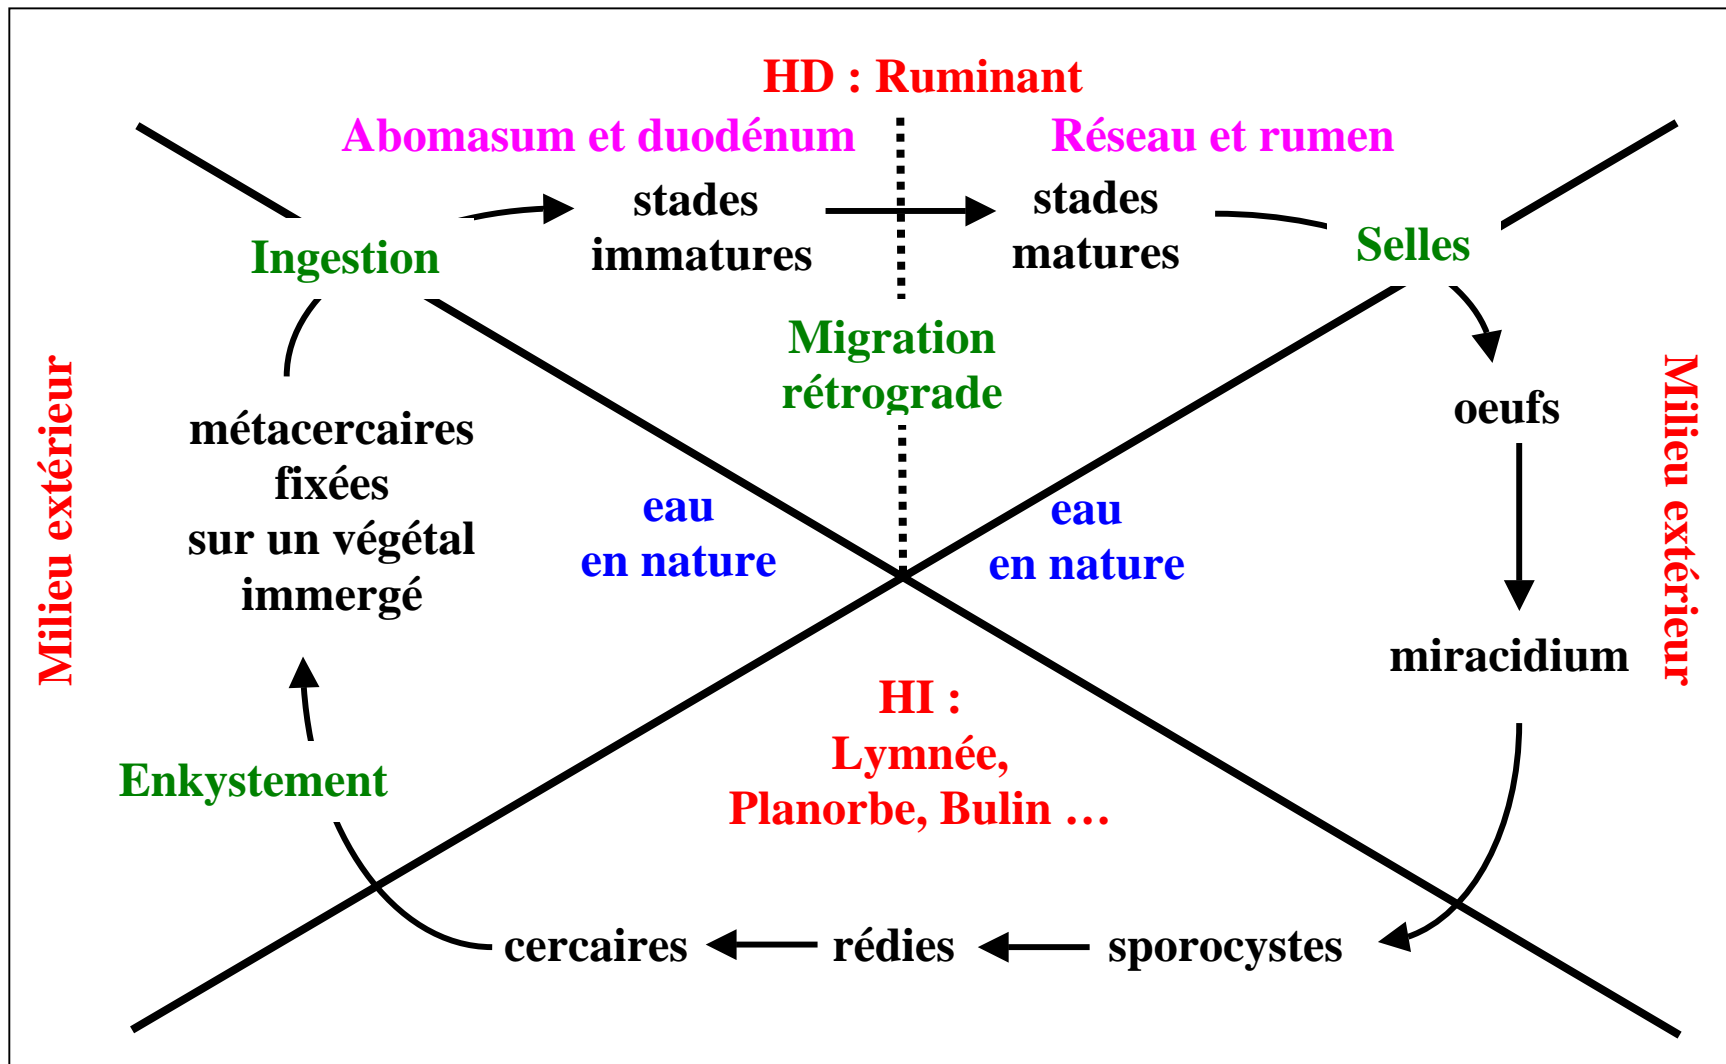 HD : Ruminant
Abomasum et duodénum
Réseau et rumen
stades
immatures
stades
matures
Ingestion
Selles
Migration
rétrograde
oeufs
Milieu extérieur
Milieu extérieur
métacercaires
fixées
sur un végétal
immergé
eau
en nature
eau
en nature
miracidium
HI :
Lymnée,
Planorbe, Bulin …
Enkystement
cercaires
rédies
sporocystes